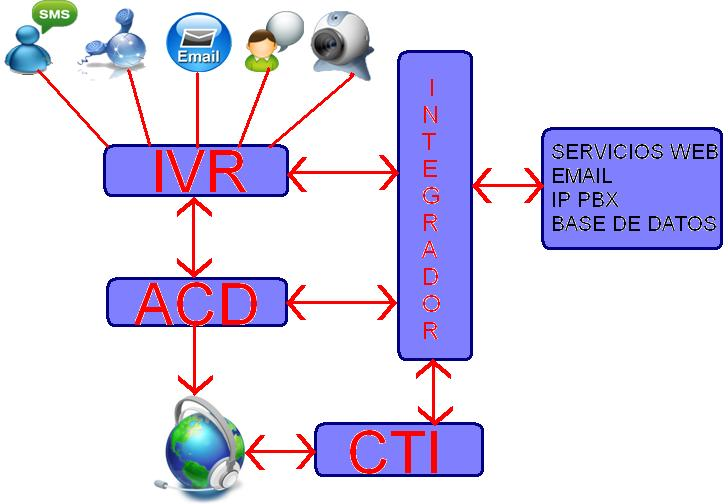 SMS
Email
IVR
INTEGRADOR
SERVICIOS WEB
EMAIL
IP PBX
BASE DE DATOS
ACD
CTI